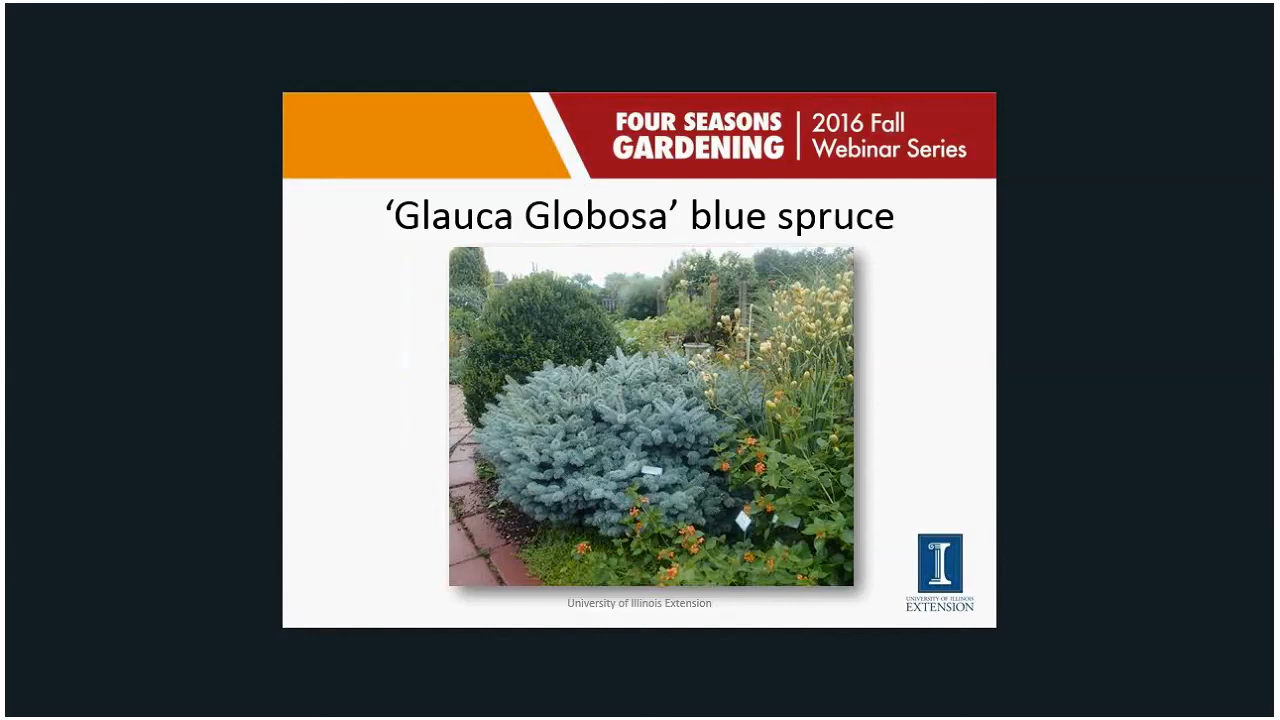 FOUR SEASONS
GARDENING
2016 Fall
Webinar Series
‘Glauca Globosa’ blue spruce
University of Illinois Extension
UNIVERSITY OF ILLINOIS
EXTENSION